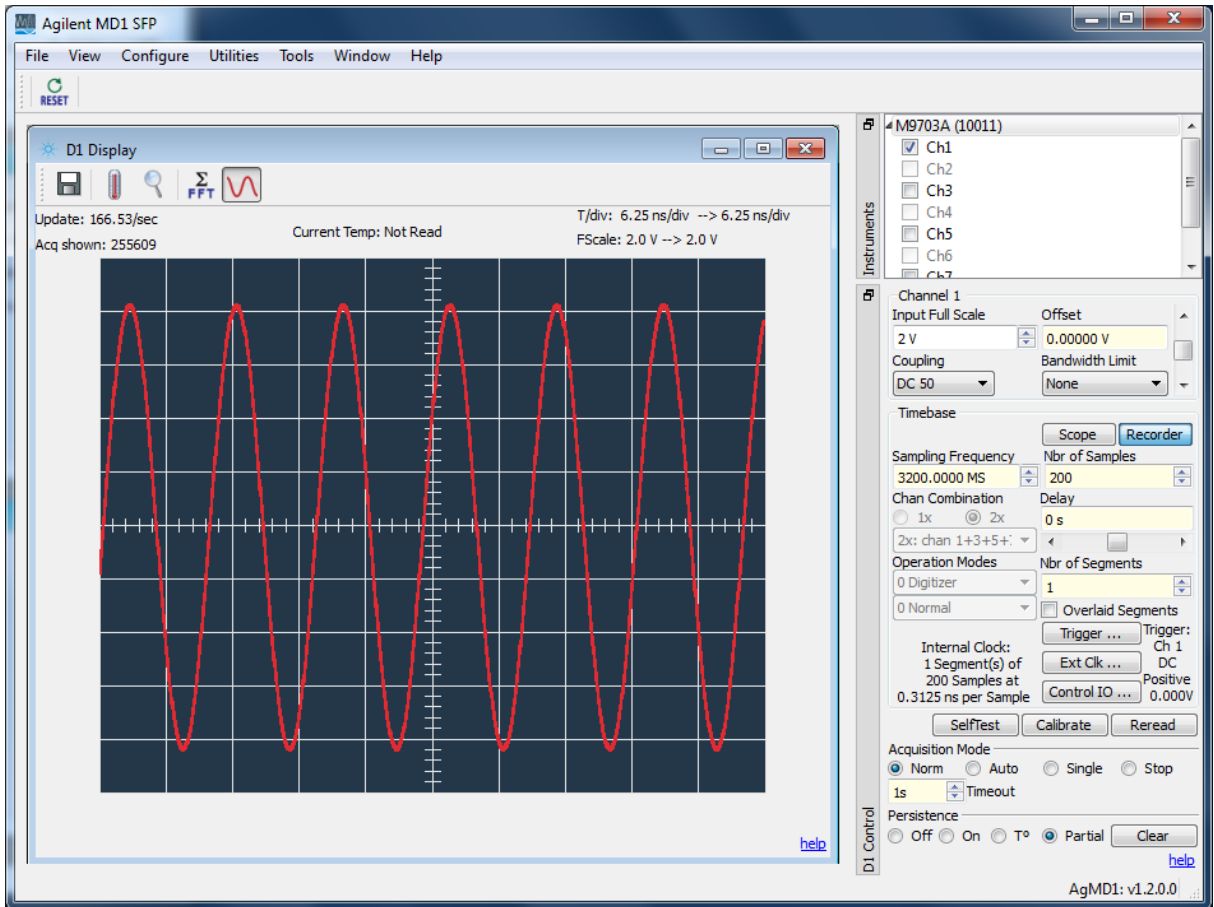 Agilent MD1 SFP
File View Configure Utilities Tools Window Help
RESET
D1 Display
Σ
FFT
Update: 166.53/sec
T/div: 6.25 ns/div --> 6.25 ns/div
Current Temp: Not Read
Acq shown: 255609
FScale: 2.0 V --> 2.0 V
help
Instruments
M9703A (10011)
Ch1
Ch2
Ch3
Ch4
Ch5
Ch6
Ch7
D1 Control
Channel 1
Input Full Scale Offset
2 V 0.00000 V
Coupling Bandwidth Limit
DC 50 None
Timebase
Scope Recorder
Sampling Frequency Nbr of Samples
3200.0000 MS 200
Chan Combination Delay
1x 2x 0 s
2x: chan 1+3+5+
Operation Modes Nbr of Segments
0 Digitizer 1
0 Normal Overlaid Segments
Internal Clock:
1 Segment(s) of
200 Samples at
0.3125 ns per Sample
Trigger ...
Ext Clk ...
Control IO ...
Trigger:
Ch 1
DC
Positive
0.000V
SelfTest Calibrate Reread
Acquisition Mode
Norm Auto Single Stop
1s Timeout
Persistence
Off On Tº Partial Clear
help
AgMD1: v1.2.0.0